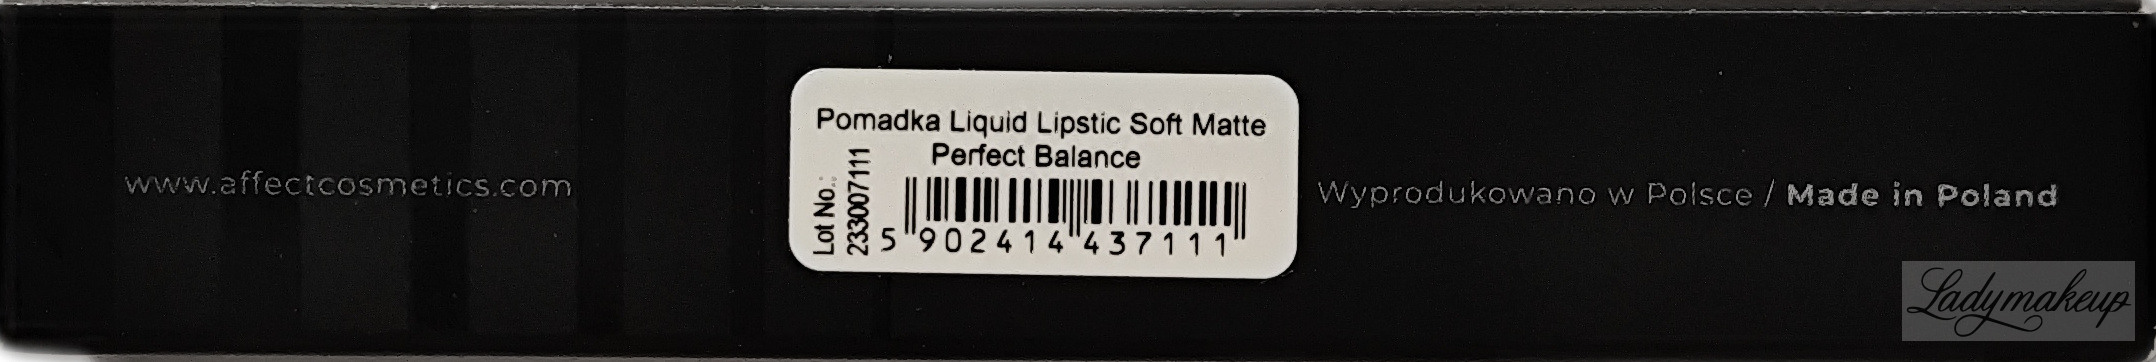 www.affectcosmetics.com
Pomadka Liquid Lipstic Soft Matte
Perfect Balance
Lot No.:
233007111
5 902414 437111
Wyprodukowano w Polsce / Made in Poland
Ladymakeup